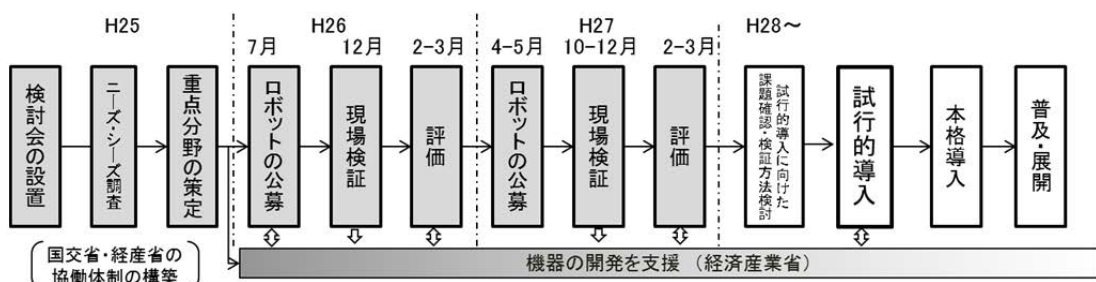 H25
H26
H27
H28～
7月
12月
2−3月
4−5月
10−12月
2−3月
検討会の設置
ニーズ・シーズ調査
重点分野の策定
ロボットの公募
現場検証
評価
ロボットの公募
現場検証
評価
試行的導入に向けた
課題確認・検証方法検討
試行的導入
本格導入
普及・展開
国交省・経産省の
協働体制の構築
機器の開発を支援 （経済産業省）